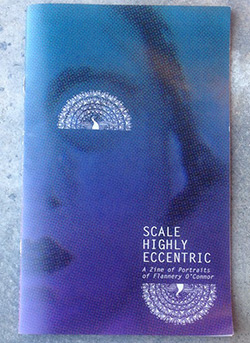 SCALE
HIGHLY
ECCENTRIC
A Zine of Portraits
of Flannery O'Connor